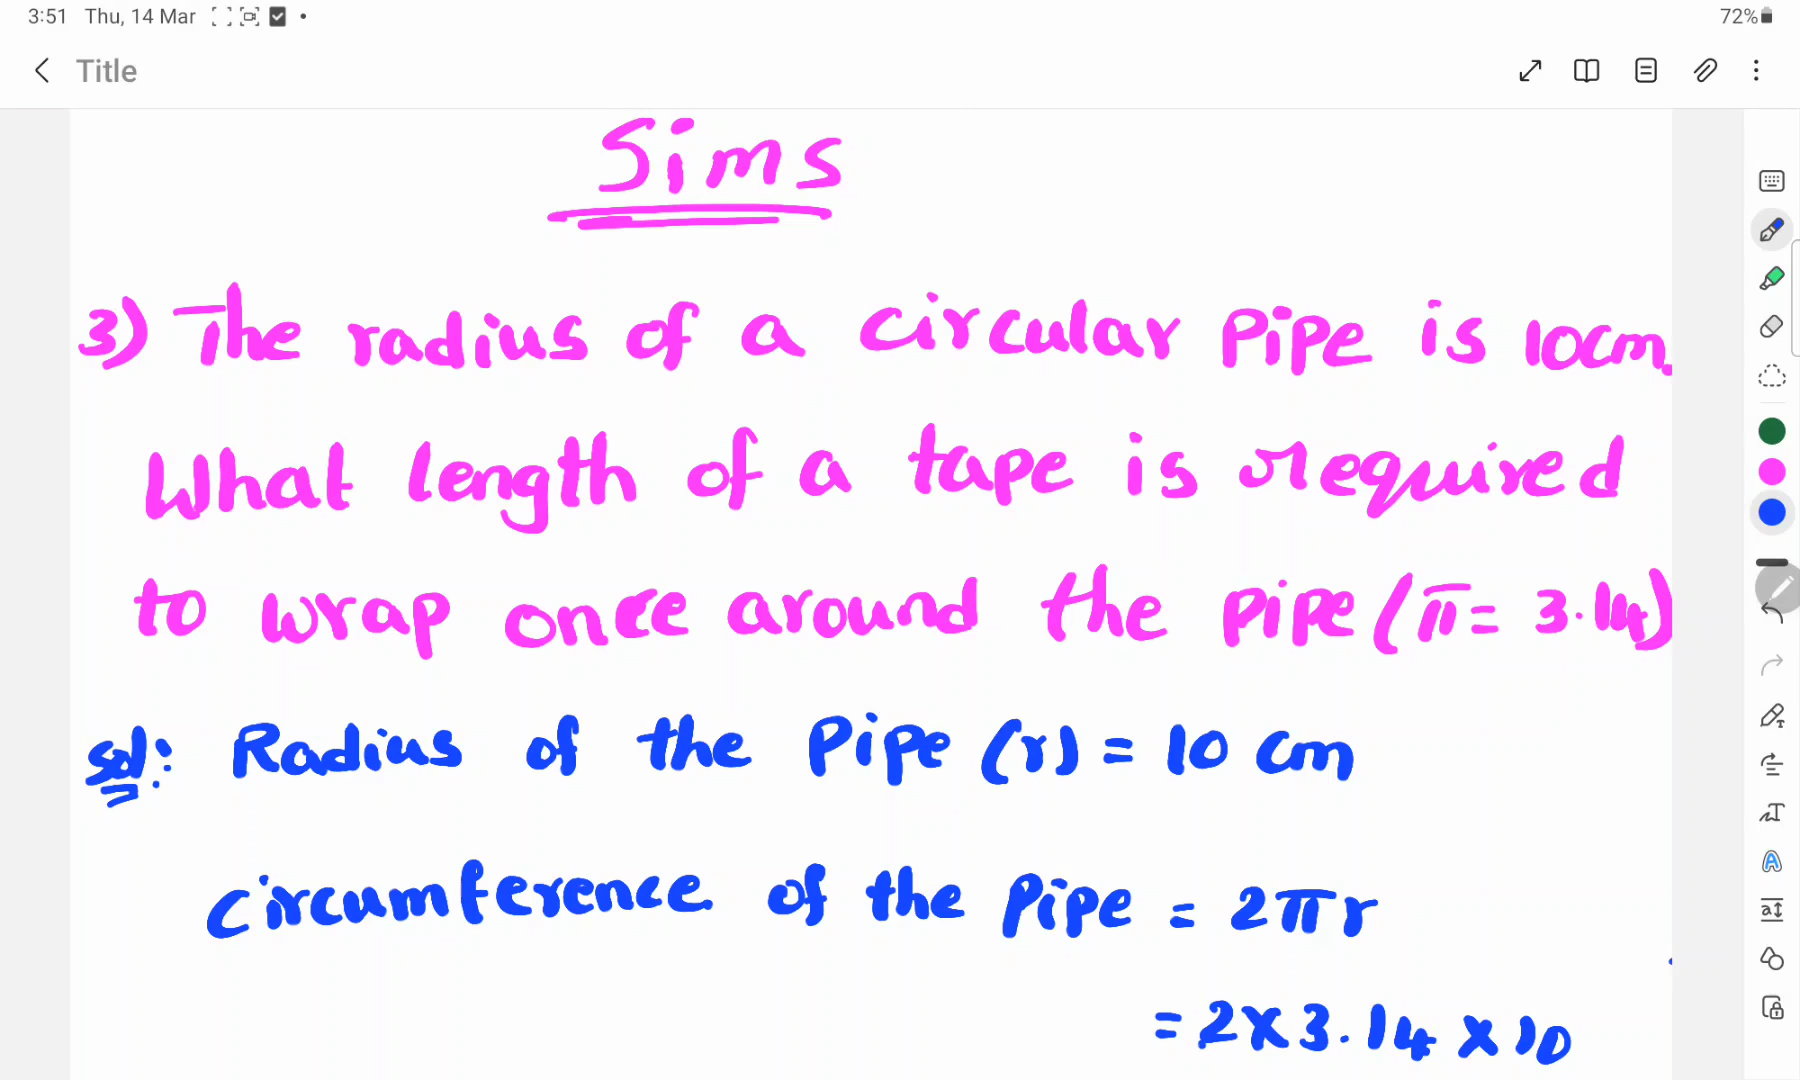 3:51 Thu, 14 Mar
72%
Title
Sims
3) The radius of a circular pipe is 10cm.
What length of a tape is required
to wrap once around the pipe (π = 3.14)
Sol: Radius of the pipe (r) = 10 cm
circumference of the pipe = 2πr
= 2 x 3.14 x 10